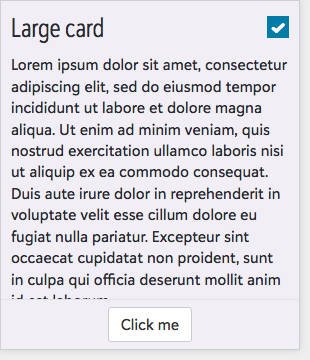 Large card
Lorem ipsum dolor sit amet, consectetur
adipiscing elit, sed do eiusmod tempor
incididunt ut labore et dolore magna
aliqua. Ut enim ad minim veniam, quis
nostrud exercitation ullamco laboris nisi
ut aliquip ex ea commodo consequat.
Duis aute irure dolor in reprehenderit in
voluptate velit esse cillum dolore eu
fugiat nulla pariatur. Excepteur sint
occaecat cupidatat non proident, sunt
in culpa qui officia deserunt mollit anim
id est laborum.
Click me